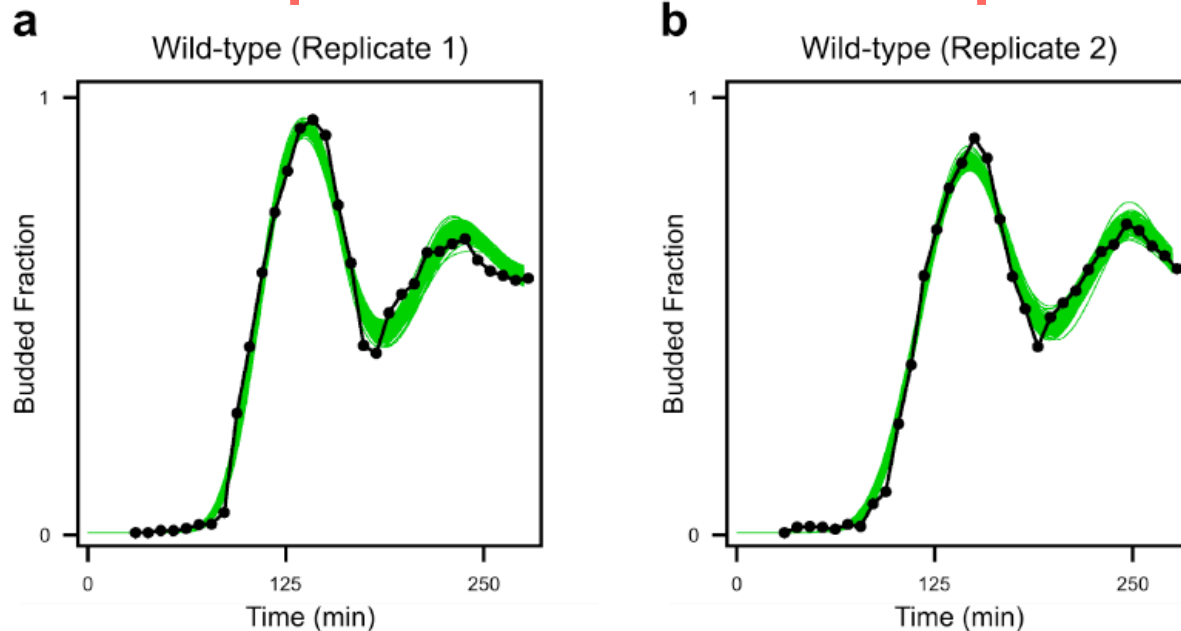 a
Wild-type (Replicate 1)
1
0
Budded Fraction
0 125 250
Time (min)
b
Wild-type (Replicate 2)
1
0
Budded Fraction
0 125 250
Time (min)